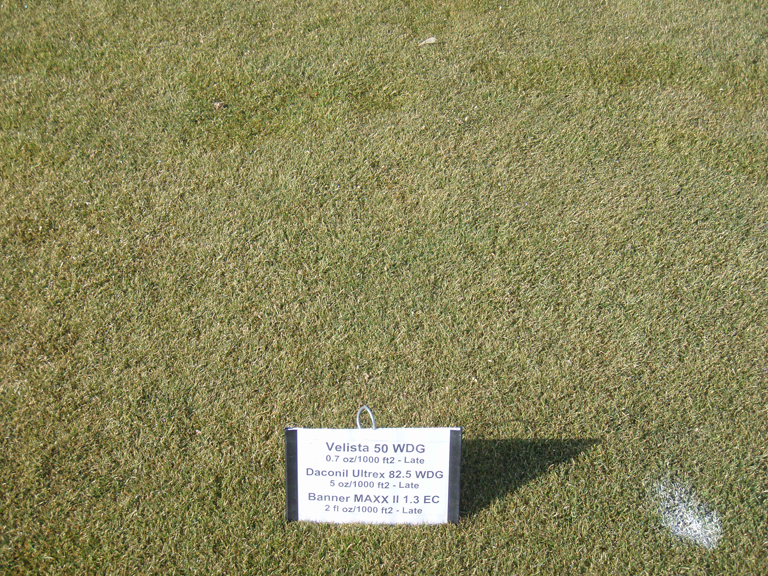 Velista 50 WDG
0.7 oz/1000 ft2 - Late
Daconil Ultrex 82.5 WDG
5 oz/1000 ft2 - Late
Banner MAXX II 1.3 EC
2 fl oz/1000 ft2 - Late